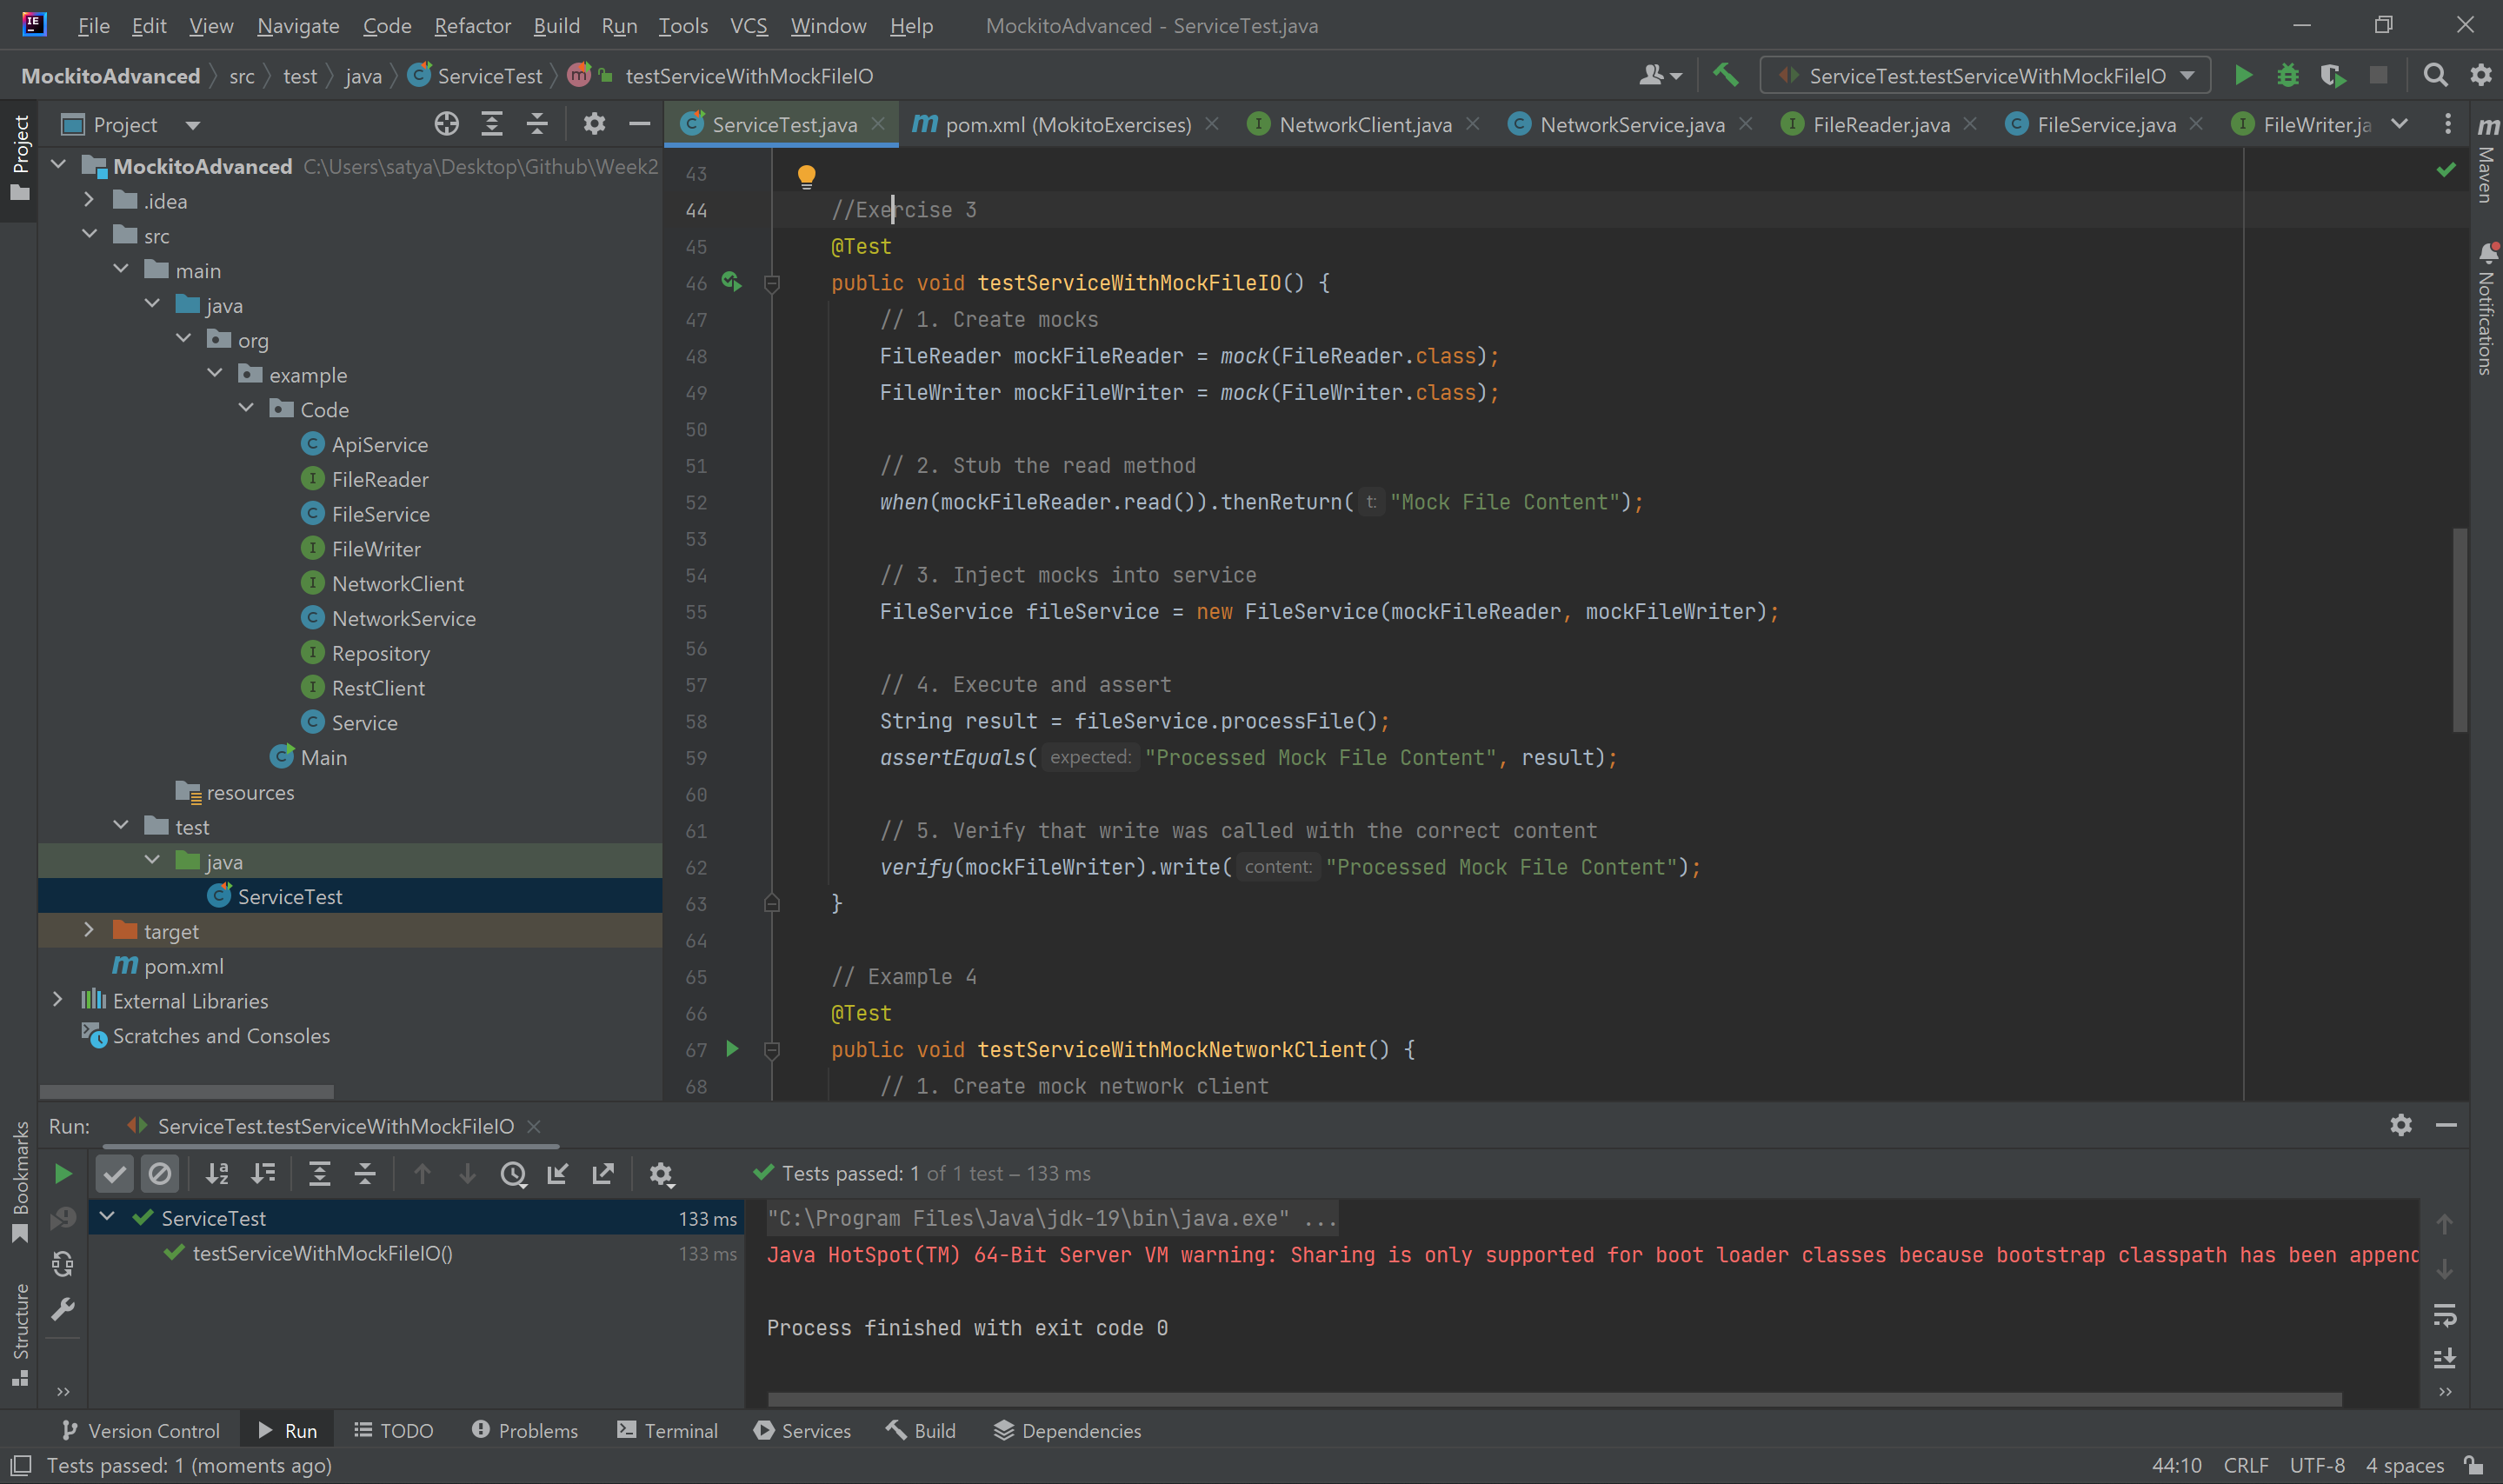 File Edit View Navigate Code Refactor Build Run Tools VCS Window Help MockitoAdvanced - ServiceTest.java
MockitoAdvanced src test java ServiceTest testServiceWithMockFileIO ServiceTest.testServiceWithMockFileIO
Project
Project
ServiceTest.java pom.xml (MokitoExercises) NetworkClient.java NetworkService.java FileReader.java FileService.java FileWriter.ja
MockitoAdvanced C:\Users\satya\Desktop\Github\Week2
.idea
src
main
java
org
example
Code
ApiService
FileReader
FileService
FileWriter
NetworkClient
NetworkService
Repository
RestClient
Service
Main
resources
test
java
ServiceTest
target
pom.xml
External Libraries
Scratches and Consoles
43
44 //Exercise 3
45 @Test
46 public void testServiceWithMockFileIO() {
47 // 1. Create mocks
48 FileReader mockFileReader = mock(FileReader.class);
49 FileWriter mockFileWriter = mock(FileWriter.class);
50
51 // 2. Stub the read method
52 when(mockFileReader.read()).thenReturn( t: "Mock File Content");
53
54 // 3. Inject mocks into service
55 FileService fileService = new FileService(mockFileReader, mockFileWriter);
56
57 // 4. Execute and assert
58 String result = fileService.processFile();
59 assertEquals( expected: "Processed Mock File Content", result);
60
61 // 5. Verify that write was called with the correct content
62 verify(mockFileWriter).write( content: "Processed Mock File Content");
63 }
64
65 // Example 4
66 @Test
67 public void testServiceWithMockNetworkClient() {
68 // 1. Create mock network client
Maven
Notifications
Bookmarks
Structure
Run: ServiceTest.testServiceWithMockFileIO
Tests passed: 1 of 1 test – 133 ms
ServiceTest 133 ms
testServiceWithMockFileIO() 133 ms
"C:\Program Files\Java\jdk-19\bin\java.exe" ...
Java HotSpot(TM) 64-Bit Server VM warning: Sharing is only supported for boot loader classes because bootstrap classpath has been append
Process finished with exit code 0
Version Control Run TODO Problems Terminal Services Build Dependencies
Tests passed: 1 (moments ago) 44:10 CRLF UTF-8 4 spaces